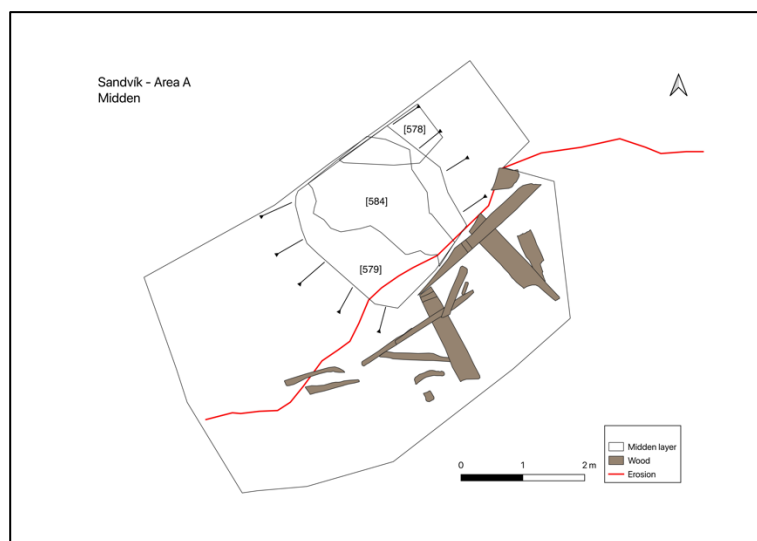 Sandvík - Area A
Midden
[578]
[584]
[579]
Midden layer
Wood
Erosion
0 1 2 m